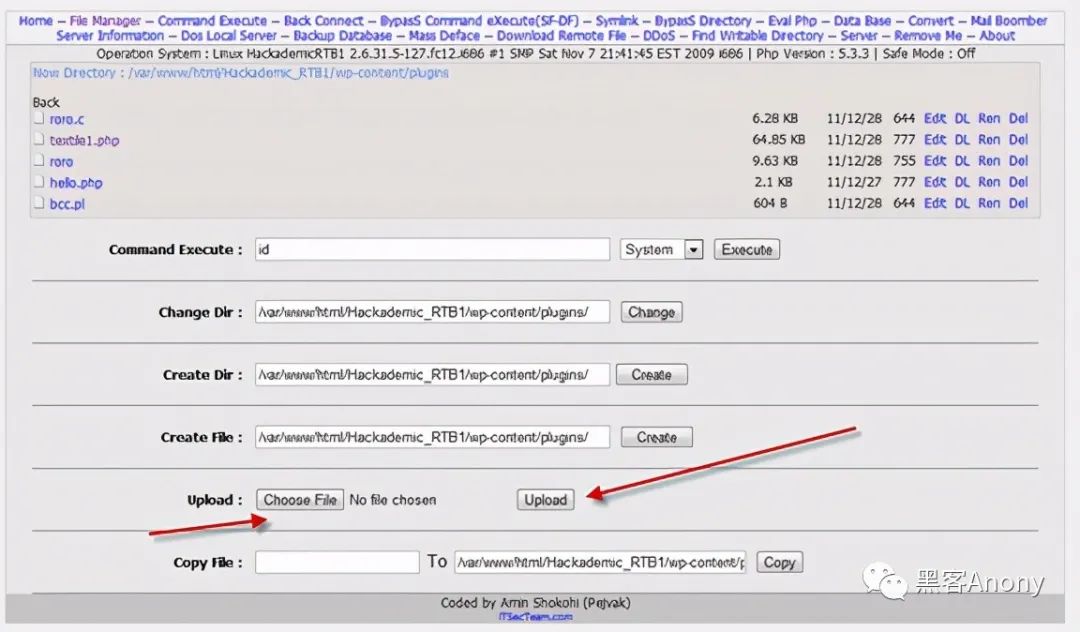 Home – File Manager – Command Execute – Back Connect – BypasS Command eXecute(SF-DF) – Symlink – BypasS Directory – Eval Php – Data Base – Convert – Mail Boomber
Server Information – Dos Local Server – Backup Database – Mass Deface – Download Remote File – DDoS – Find Writable Directory – Server – Remove Me – About
Operation System : Linux HackademicRTB1 2.6.31.5-127.fc12.i686 #1 SMP Sat Nov 7 21:41:45 EST 2009 i686 | Php Version : 5.3.3 | Safe Mode : Off
Now Directory : /var/www/html/Hackademic_RTB1/wp-content/plugins
Back
roro.c 6.28 KB 11/12/28 644 Edit DL Ren Del
textile1.php 64.85 KB 11/12/28 777 Edit DL Ren Del
roro 9.63 KB 11/12/28 755 Edit DL Ren Del
hello.php 2.1 KB 11/12/27 777 Edit DL Ren Del
bcc.pl 604 B 11/12/28 644 Edit DL Ren Del
Command Execute : id System Execute
Change Dir : /var/www/html/Hackademic_RTB1/wp-content/plugins/ Change
Create Dir : /var/www/html/Hackademic_RTB1/wp-content/plugins/ Create
Create File : /var/www/html/Hackademic_RTB1/wp-content/plugins/ Create
Upload : Choose File No file chosen Upload
Copy File : To /var/www/html/Hackademic_RTB1/wp-content/p Copy
黑客Anony
Coded by Amin Shokohi (Pejvak)
ITSecTeam.com